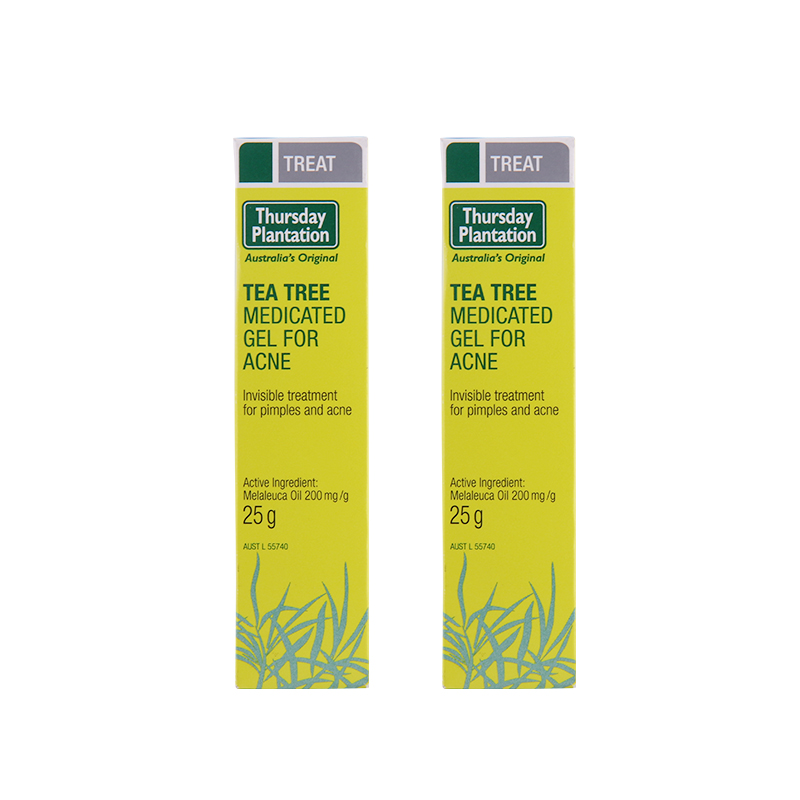 TREAT
Thursday
Plantation
Australia's Original
TEA TREE
MEDICATED
GEL FOR
ACNE
Invisible treatment
for pimples and acne
Active Ingredient:
Melaleuca Oil 200 mg/g
25 g
AUST L 55740
TREAT
Thursday
Plantation
Australia's Original
TEA TREE
MEDICATED
GEL FOR
ACNE
Invisible treatment
for pimples and acne
Active Ingredient:
Melaleuca Oil 200 mg/g
25 g
AUST L 55740